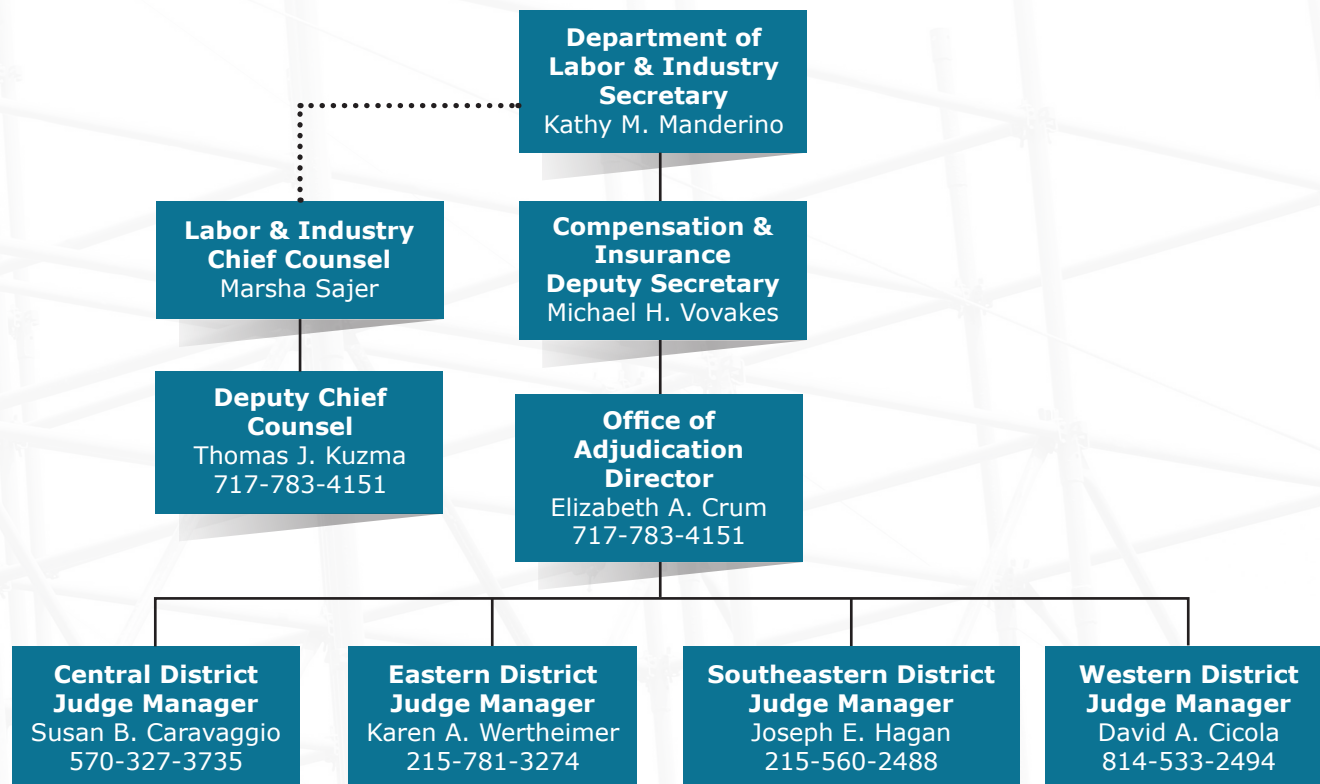 Department of
Labor & Industry
Secretary
Kathy M. Manderino
Labor & Industry
Chief Counsel
Marsha Sajer
Compensation &
Insurance
Deputy Secretary
Michael H. Vovakes
Deputy Chief
Counsel
Thomas J. Kuzma
717-783-4151
Office of
Adjudication
Director
Elizabeth A. Crum
717-783-4151
Central District
Judge Manager
Susan B. Caravaggio
570-327-3735
Eastern District
Judge Manager
Karen A. Wertheimer
215-781-3274
Southeastern District
Judge Manager
Joseph E. Hagan
215-560-2488
Western District
Judge Manager
David A. Cicola
814-533-2494